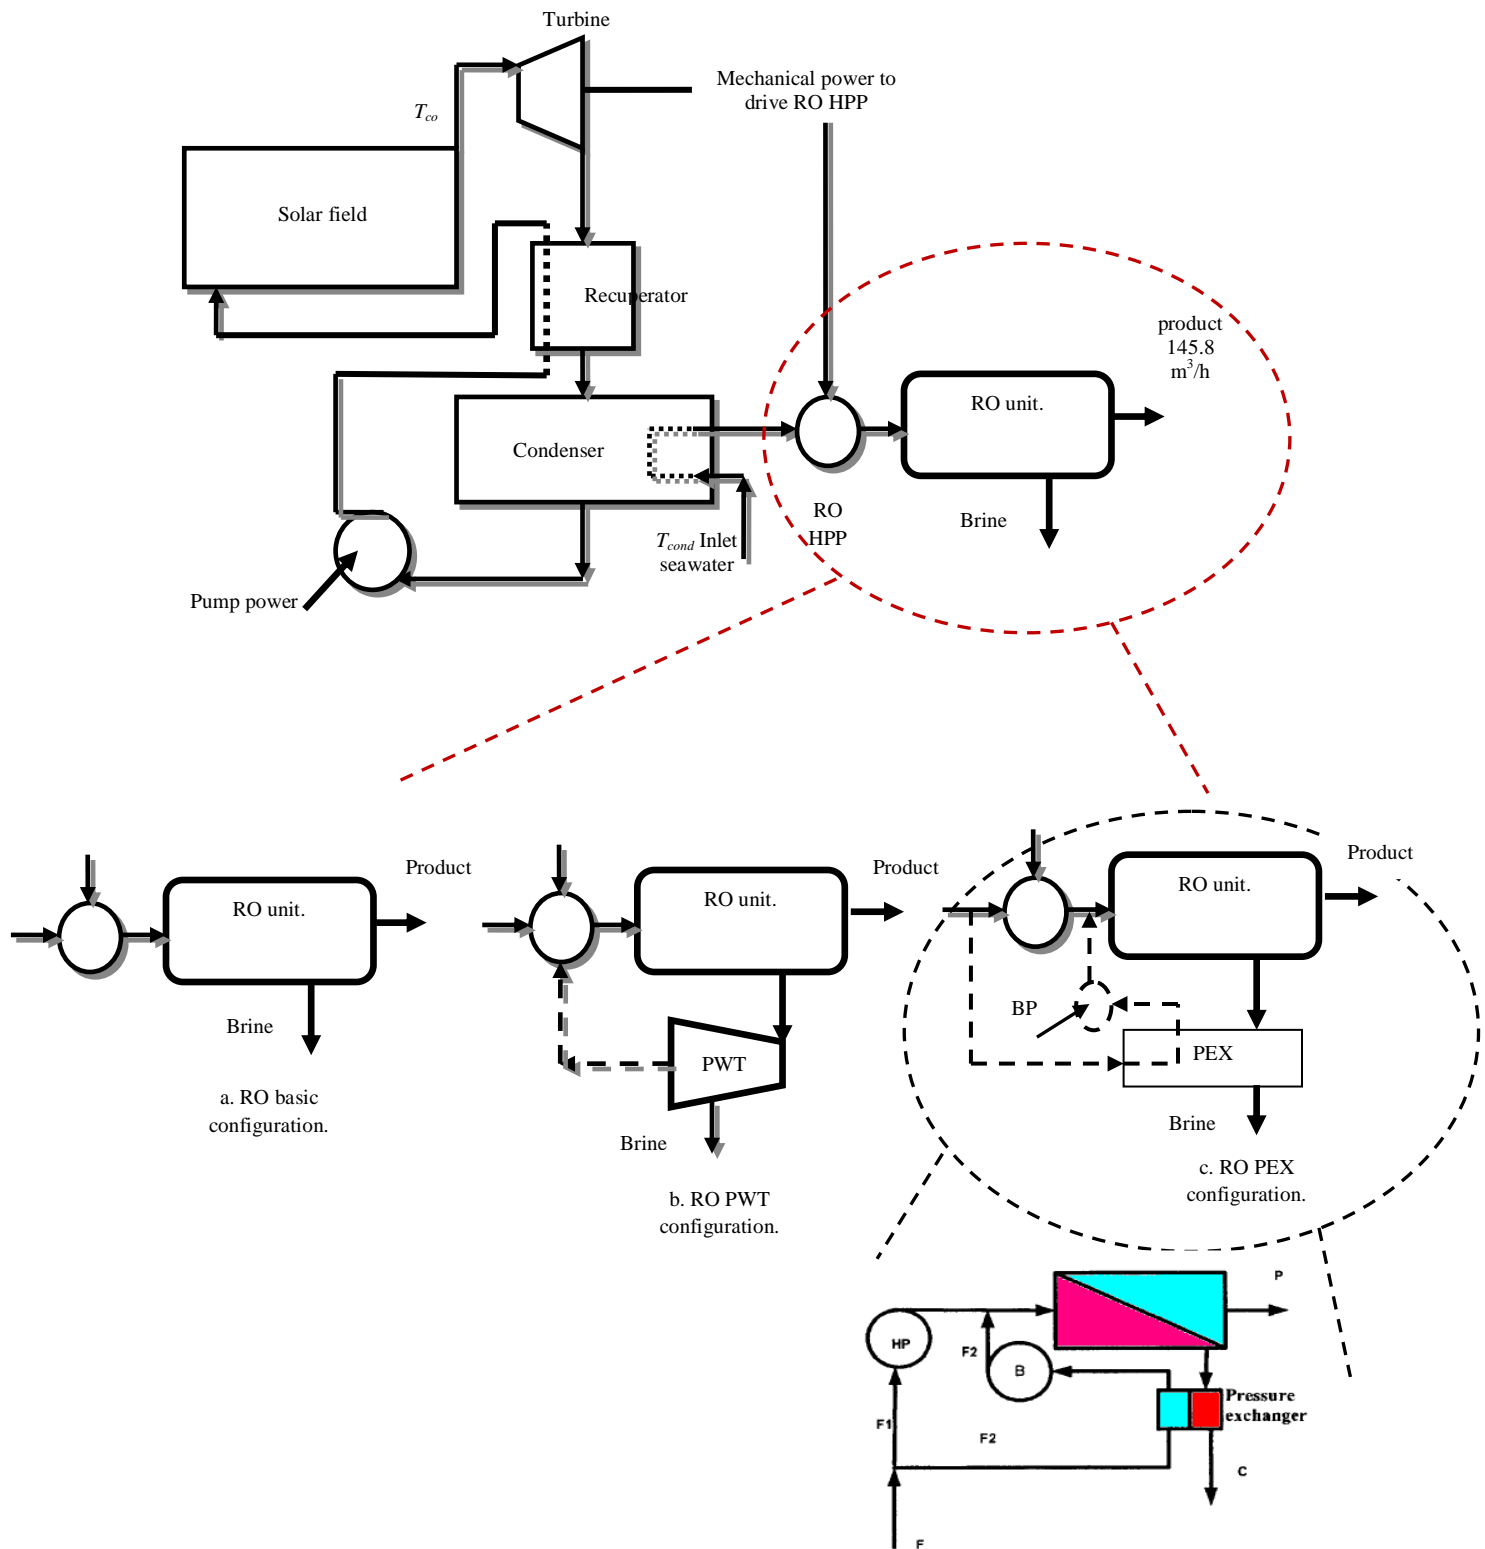 Turbine
Mechanical power to
drive RO HPP
T_co
Solar field
Recuperator
product
145.8
m³/h
RO unit.
Condenser
RO
HPP
Brine
T_cond Inlet
seawater
Pump power
Product
RO unit.
Brine
a. RO basic
configuration.
Product
RO unit.
PWT
Brine
b. RO PWT
configuration.
Product
RO unit.
BP
PEX
Brine
c. RO PEX
configuration.
P
HP
F2
B
Pressure
exchanger
F1
F2
C
F